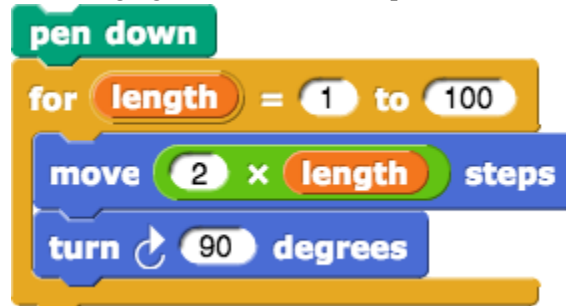 pen down
for length = 1 to 100
move 2 × length steps
turn 90 degrees